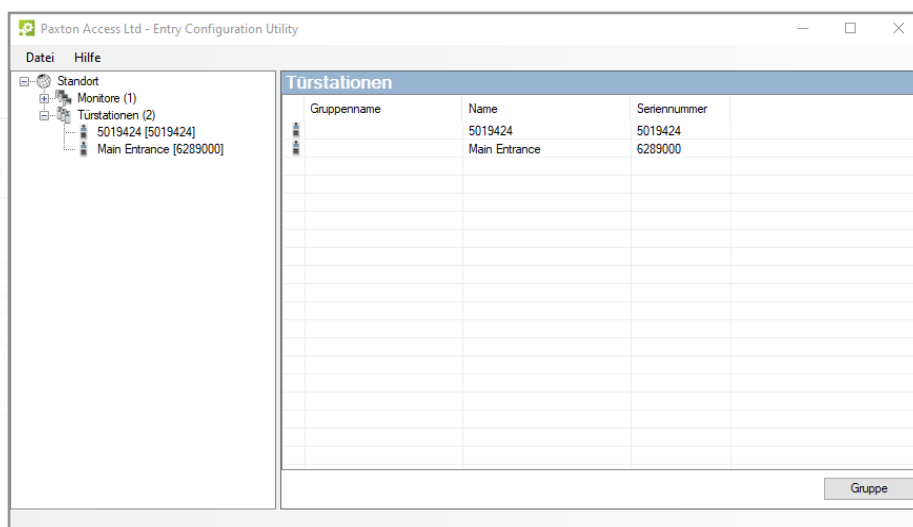 Paxton Access Ltd - Entry Configuration Utility
Datei Hilfe
Standort
Monitore (1)
Türstationen (2)
5019424 [5019424]
Main Entrance [6289000]
Türstationen
Gruppenname Name Seriennummer
5019424 5019424
Main Entrance 6289000
Gruppe